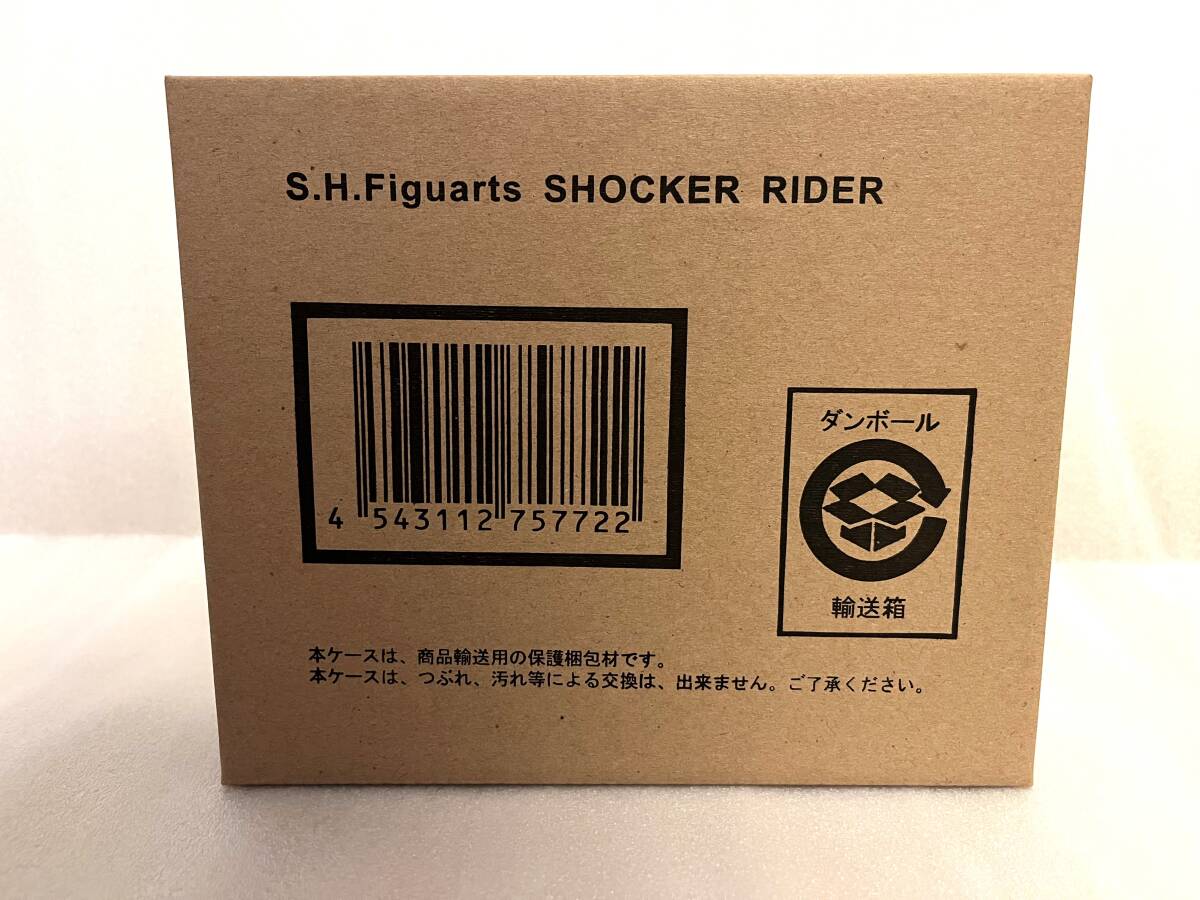 S.H.Figuarts SHOCKER RIDER
4 543112 757722
ダンボール
輸送箱
本ケースは、商品輸送用の保護梱包材です。
本ケースは、つぶれ、汚れ等による交換は、出来ません。ご了承ください。